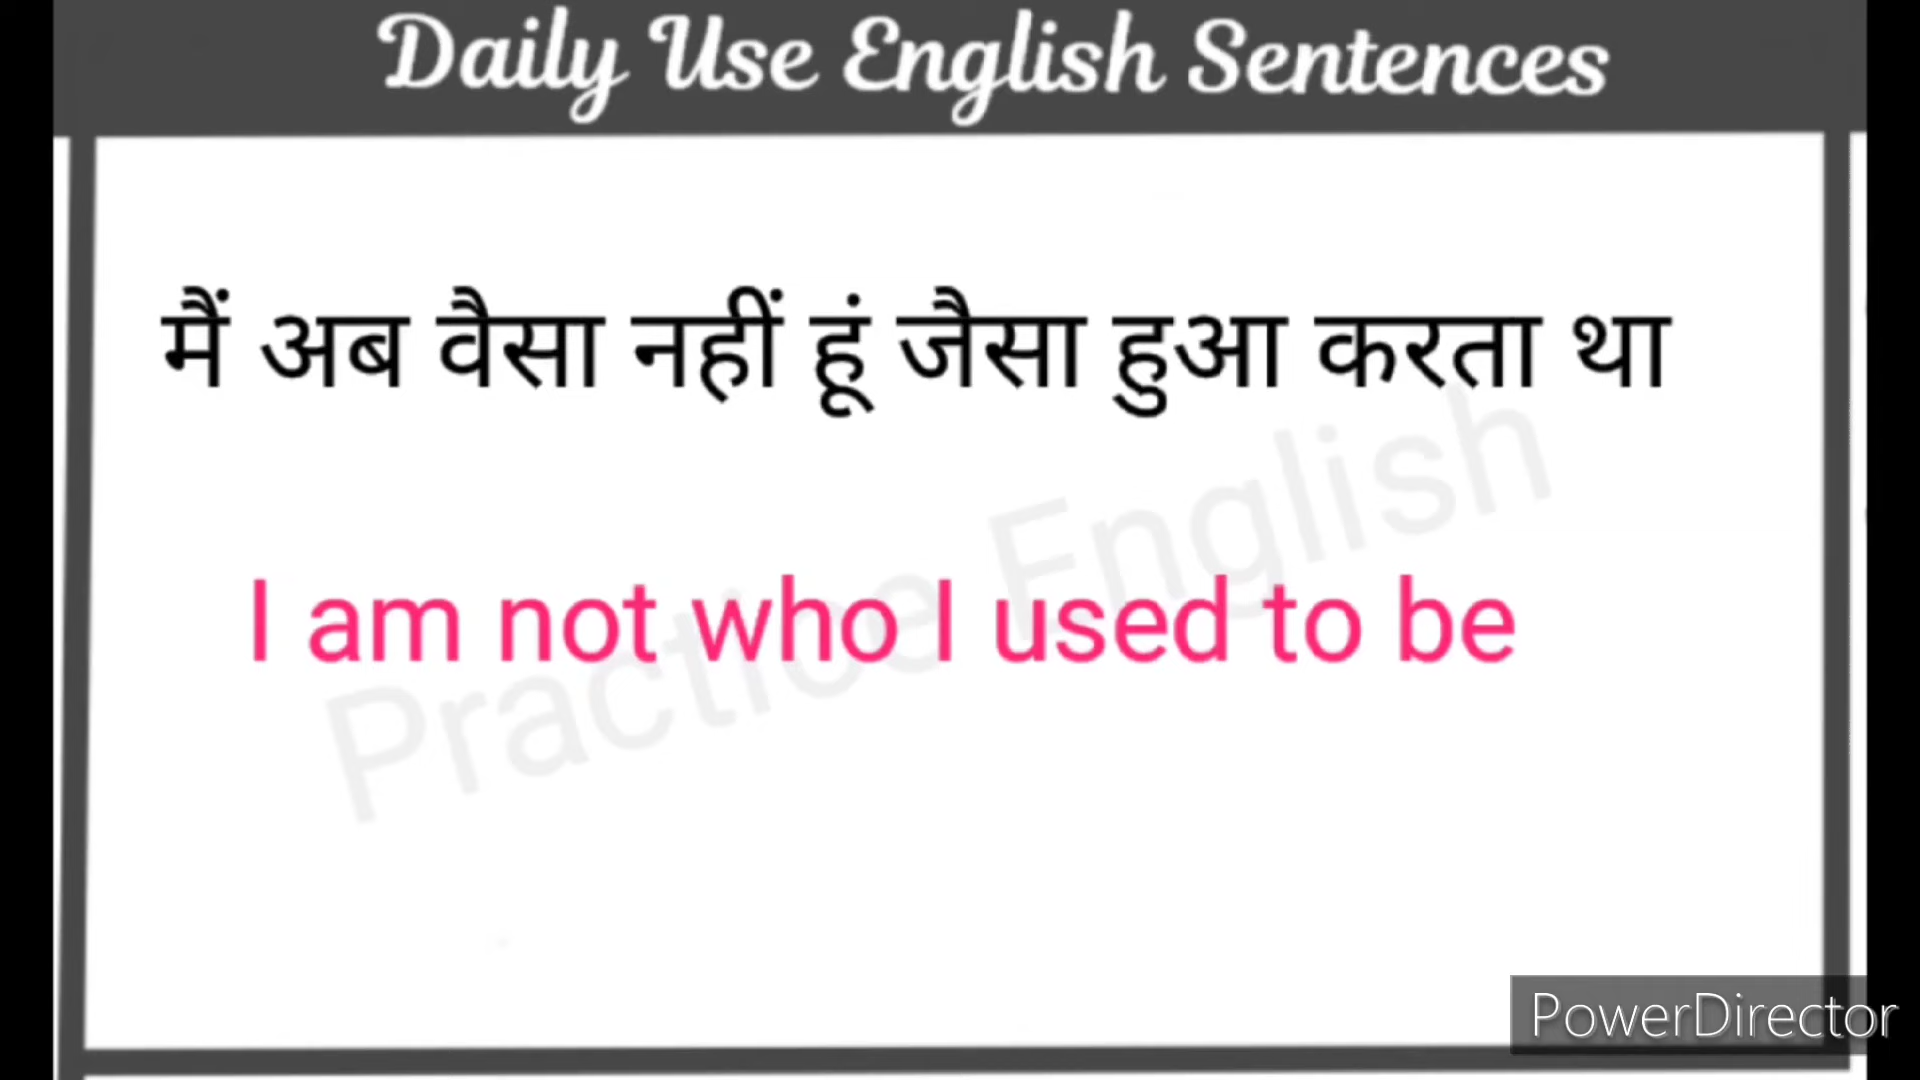 Daily Use English Sentences
मैं अब वैसा नहीं हूं जैसा हुआ करता था
I am not who I used to be
Practice English
PowerDirector